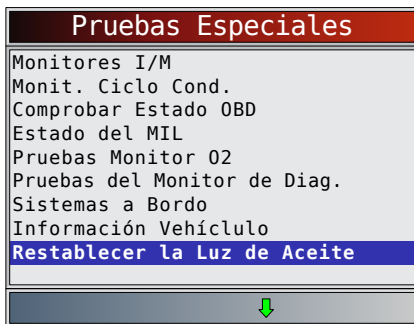 Pruebas Especiales
Monitores I/M
Monit. Ciclo Cond.
Comprobar Estado OBD
Estado del MIL
Pruebas Monitor O2
Pruebas del Monitor de Diag.
Sistemas a Bordo
Información Vehíclulo
Restablecer la Luz de Aceite